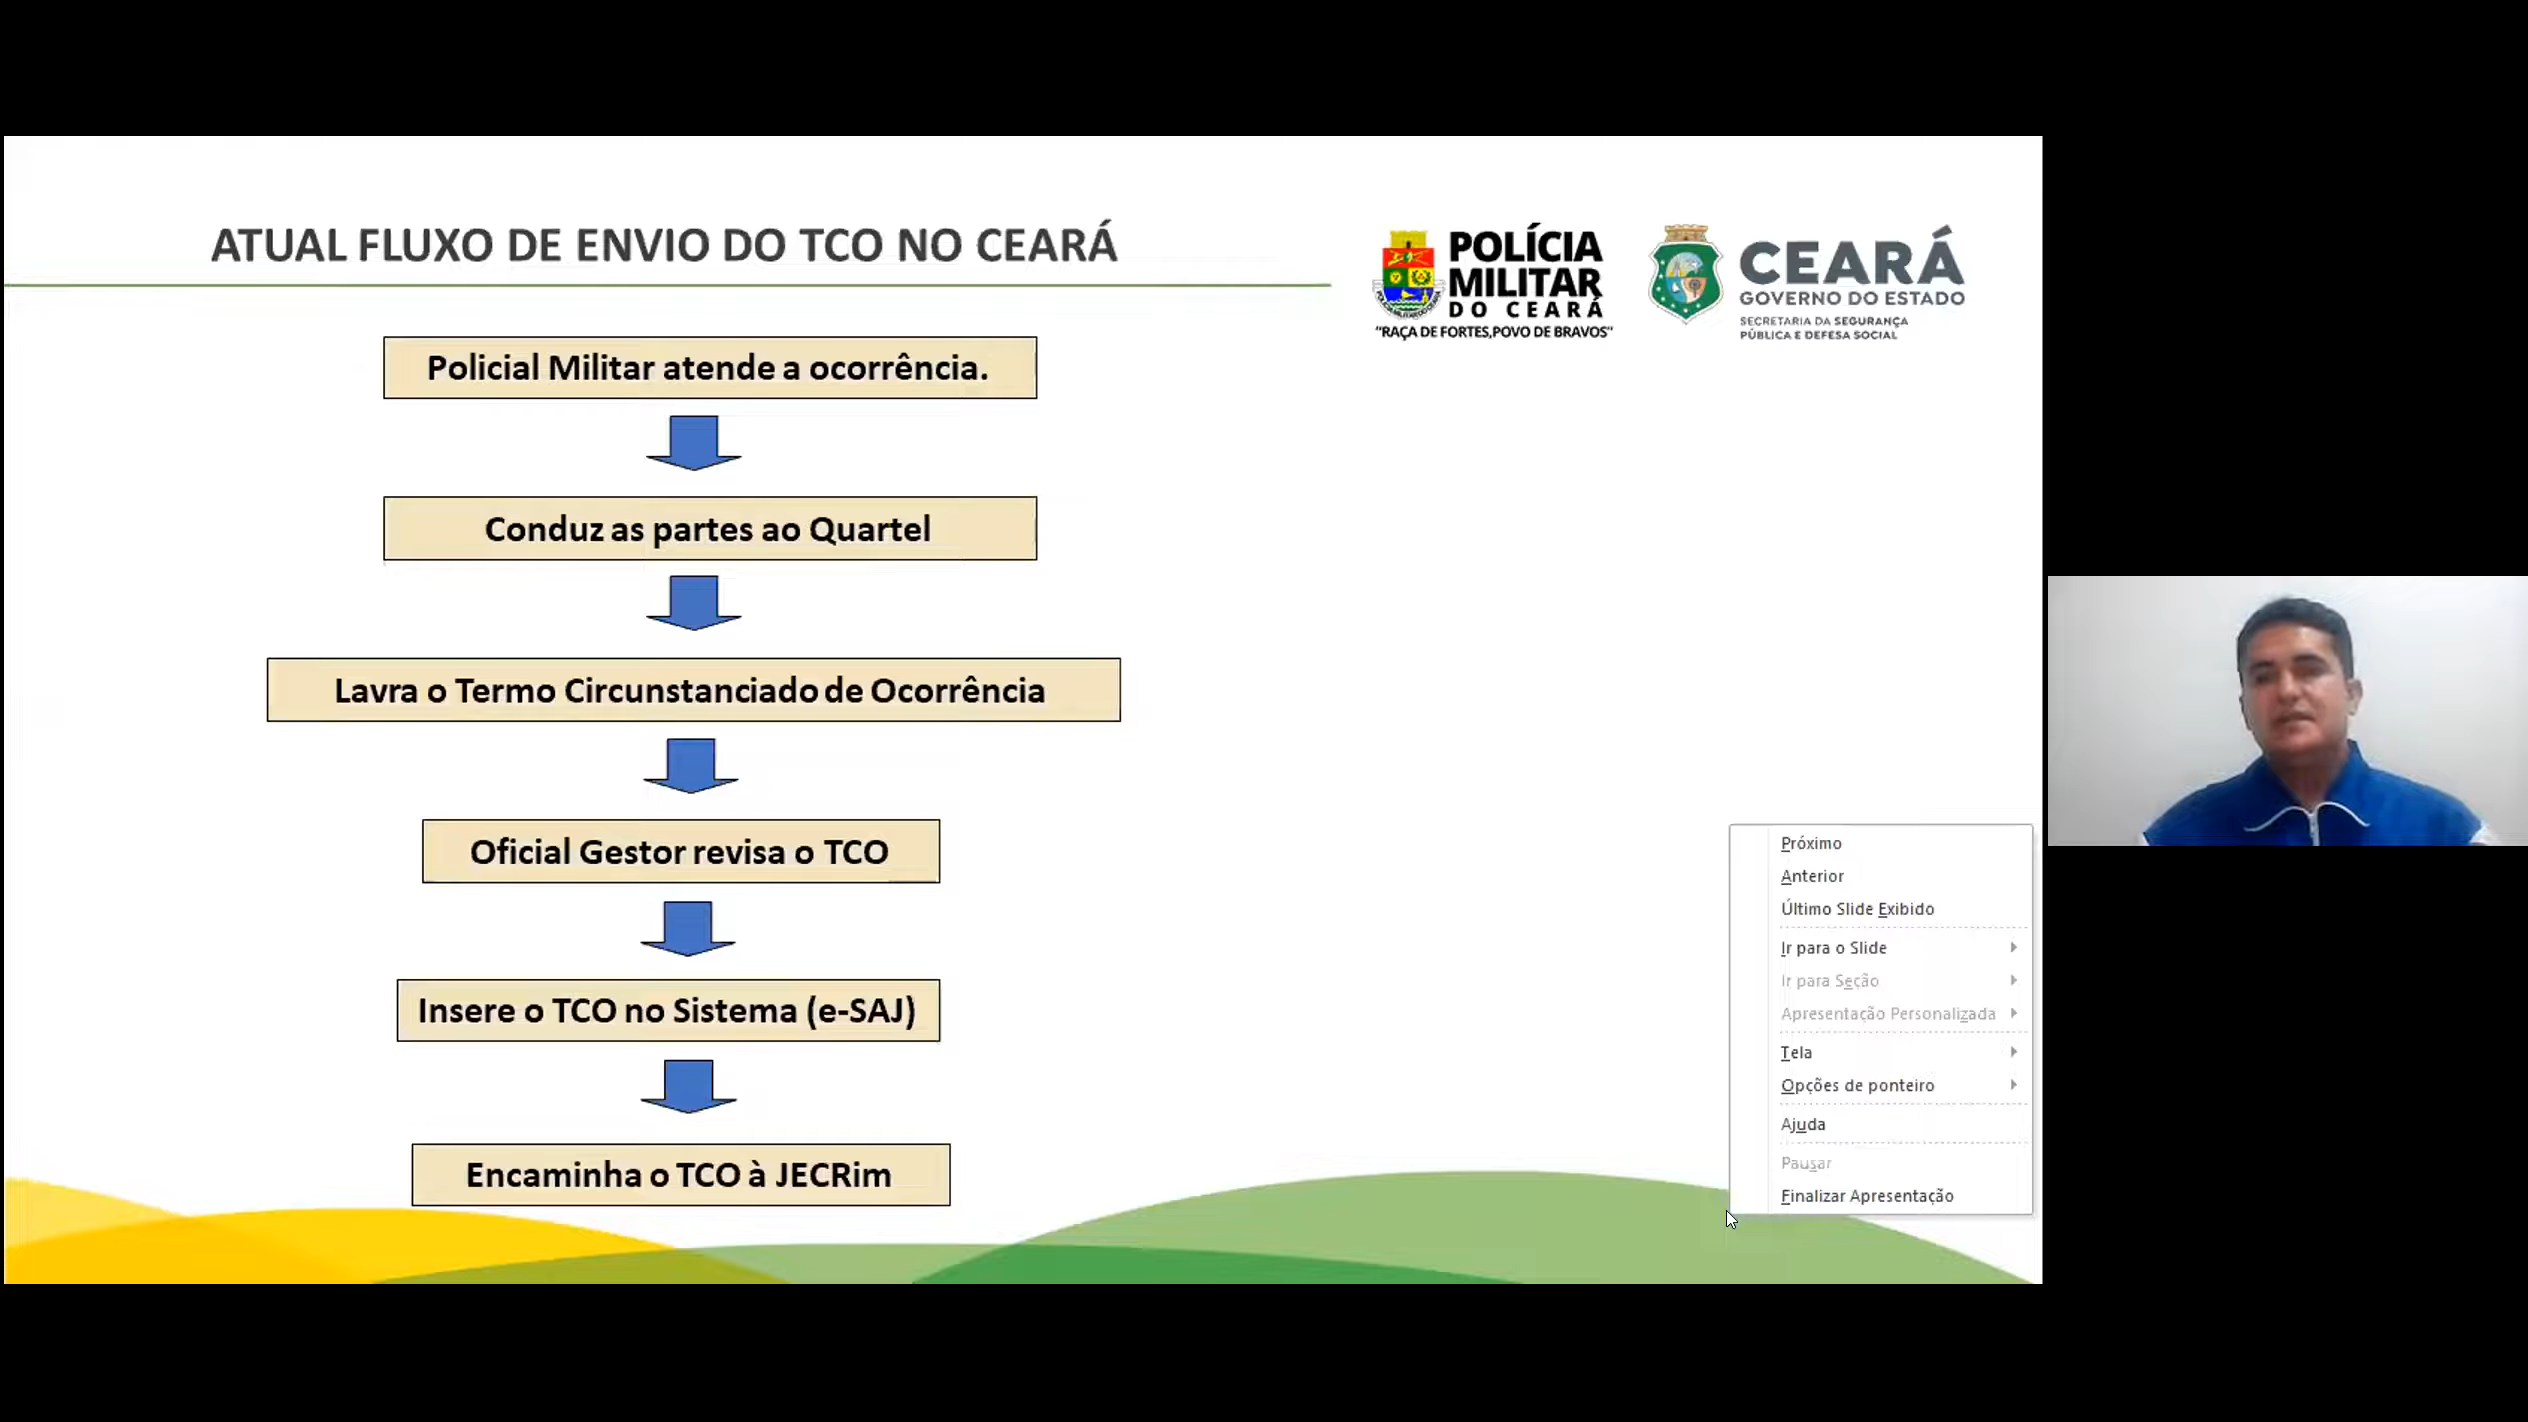 ATUAL FLUXO DE ENVIO DO TCO NO CEARÁ
POLÍCIA
MILITAR
DO CEARÁ
"RAÇA DE FORTES,POVO DE BRAVOS"
CEARÁ
GOVERNO DO ESTADO
SECRETARIA DA SEGURANÇA
PÚBLICA E DEFESA SOCIAL
Policial Militar atende a ocorrência.
Conduz as partes ao Quartel
Lavra o Termo Circunstanciado de Ocorrência
Oficial Gestor revisa o TCO
Insere o TCO no Sistema (e-SAJ)
Encaminha o TCO à JECRim
Próximo
Anterior
Último Slide Exibido
Ir para o Slide
Ir para Seção
Apresentação Personalizada
Tela
Opções de ponteiro
Ajuda
Pausar
Finalizar Apresentação